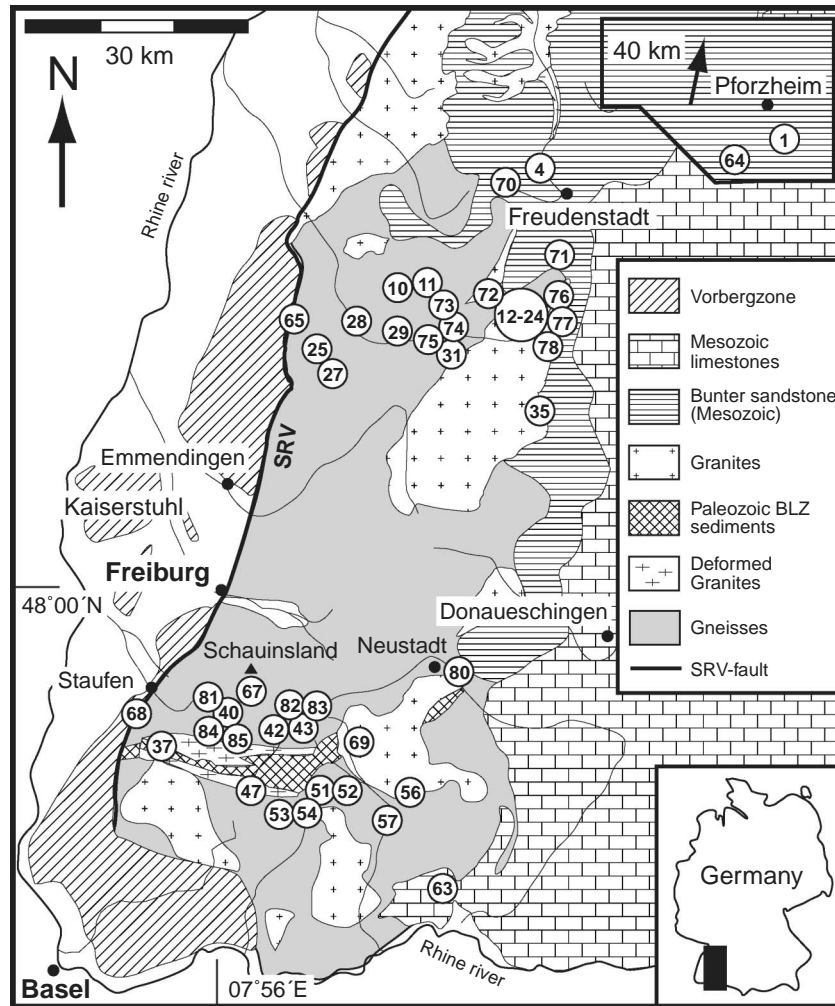 30 km
N
40 km
Pforzheim
1
64
Rhine river
4
70
Freudenstadt
71
10
11
72
76
73
12-24
65
28
74
77
29
75
78
25
31
27
35
SRV
Emmendingen
Kaiserstuhl
Freiburg
48°00´N
Donaueschingen
Schauinsland
Neustadt
80
Staufen
67
81
82
83
68
40
84
42
43
85
37
69
47
51
52
56
53
54
57
63
Rhine river
Basel
07°56´E
Vorbergzone
Mesozoic
limestones
Bunter sandstone
(Mesozoic)
Granites
Paleozoic BLZ
sediments
Deformed
Granites
Gneisses
SRV-fault
Germany